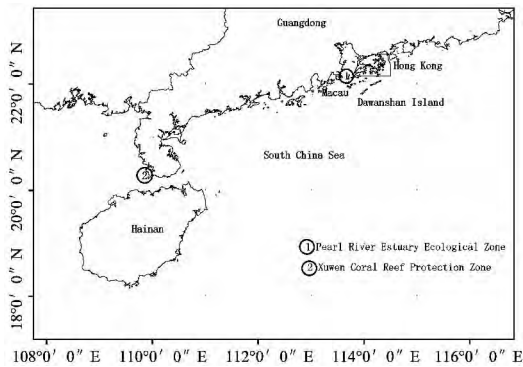 Guangdong
Hong Kong
Macau
Dawanshan Island
South China Sea
2
Hainan
① Pearl River Estuary Ecological Zone
② Xuwen Coral Reef Protection Zone
22°0′ 0″ N
20°0′ 0″ N
18°0′ 0″ N
108°0′ 0″ E 110°0′ 0″ E 112°0′ 0″ E 114°0′ 0″ E 116°0′ 0″ E